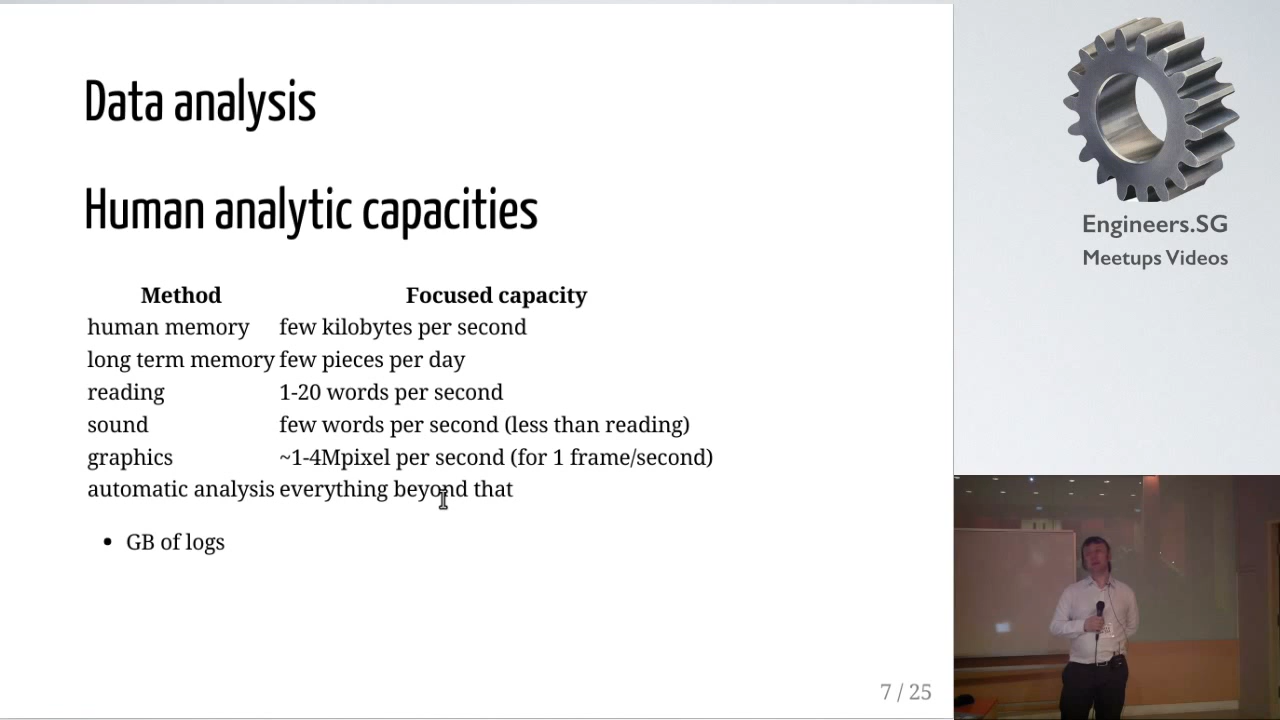 Data analysis
Human analytic capacities
Method Focused capacity
human memory few kilobytes per second
long term memory few pieces per day
reading 1-20 words per second
sound few words per second (less than reading)
graphics ~1-4Mpixel per second (for 1 frame/second)
automatic analysis everything beyond that
• GB of logs
7 / 25
Engineers.SG
Meetups Videos